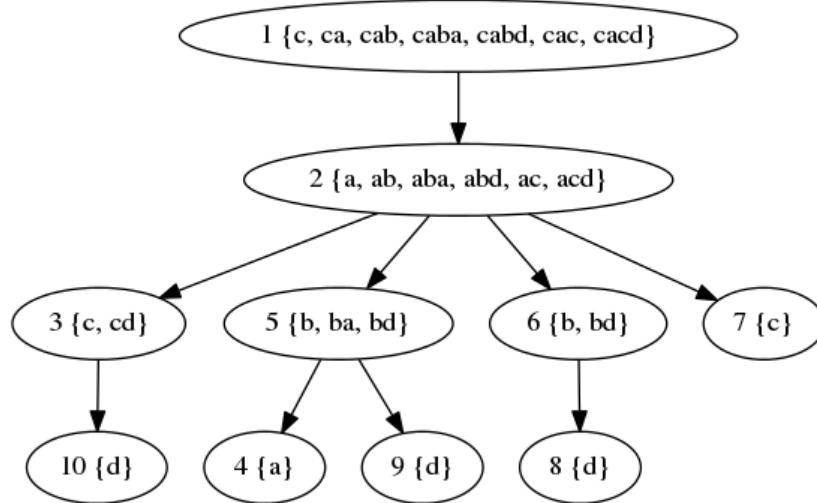 1 {c, ca, cab, caba, cabd, cac, cacd}
2 {a, ab, aba, abd, ac, acd}
3 {c, cd}
5 {b, ba, bd}
6 {b, bd}
7 {c}
10 {d}
4 {a}
9 {d}
8 {d}